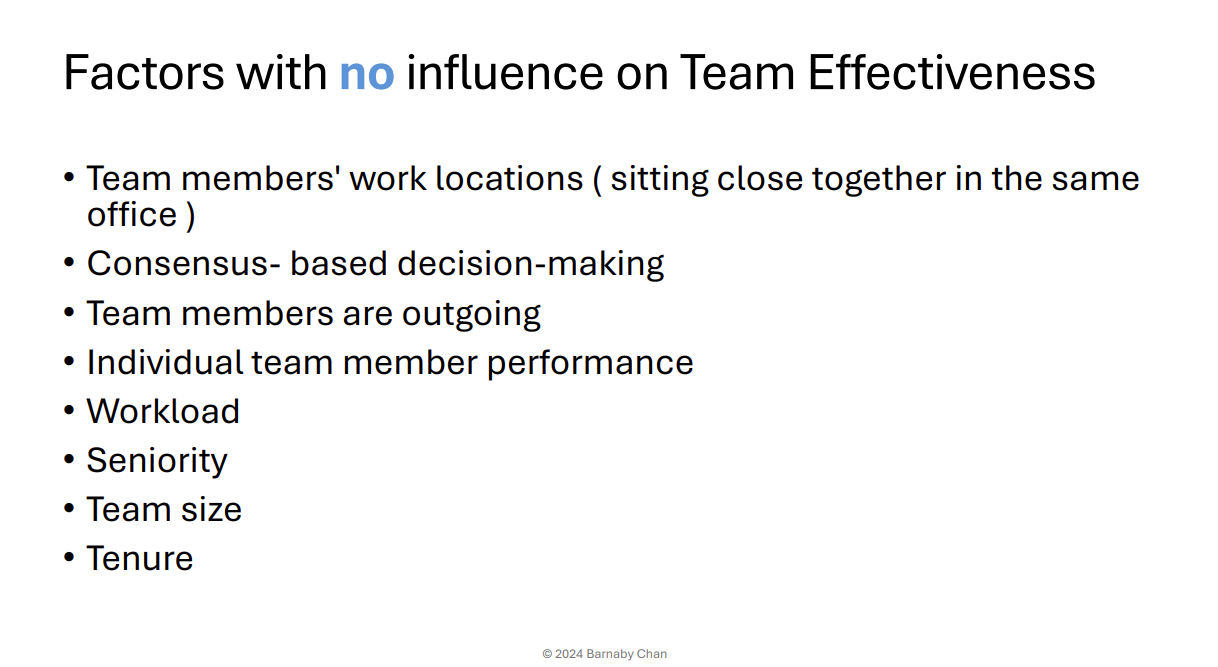 Factors with no influence on Team Effectiveness
• Team members' work locations ( sitting close together in the same
office )
• Consensus- based decision-making
• Team members are outgoing
• Individual team member performance
• Workload
• Seniority
• Team size
• Tenure
© 2024 Barnaby Chan